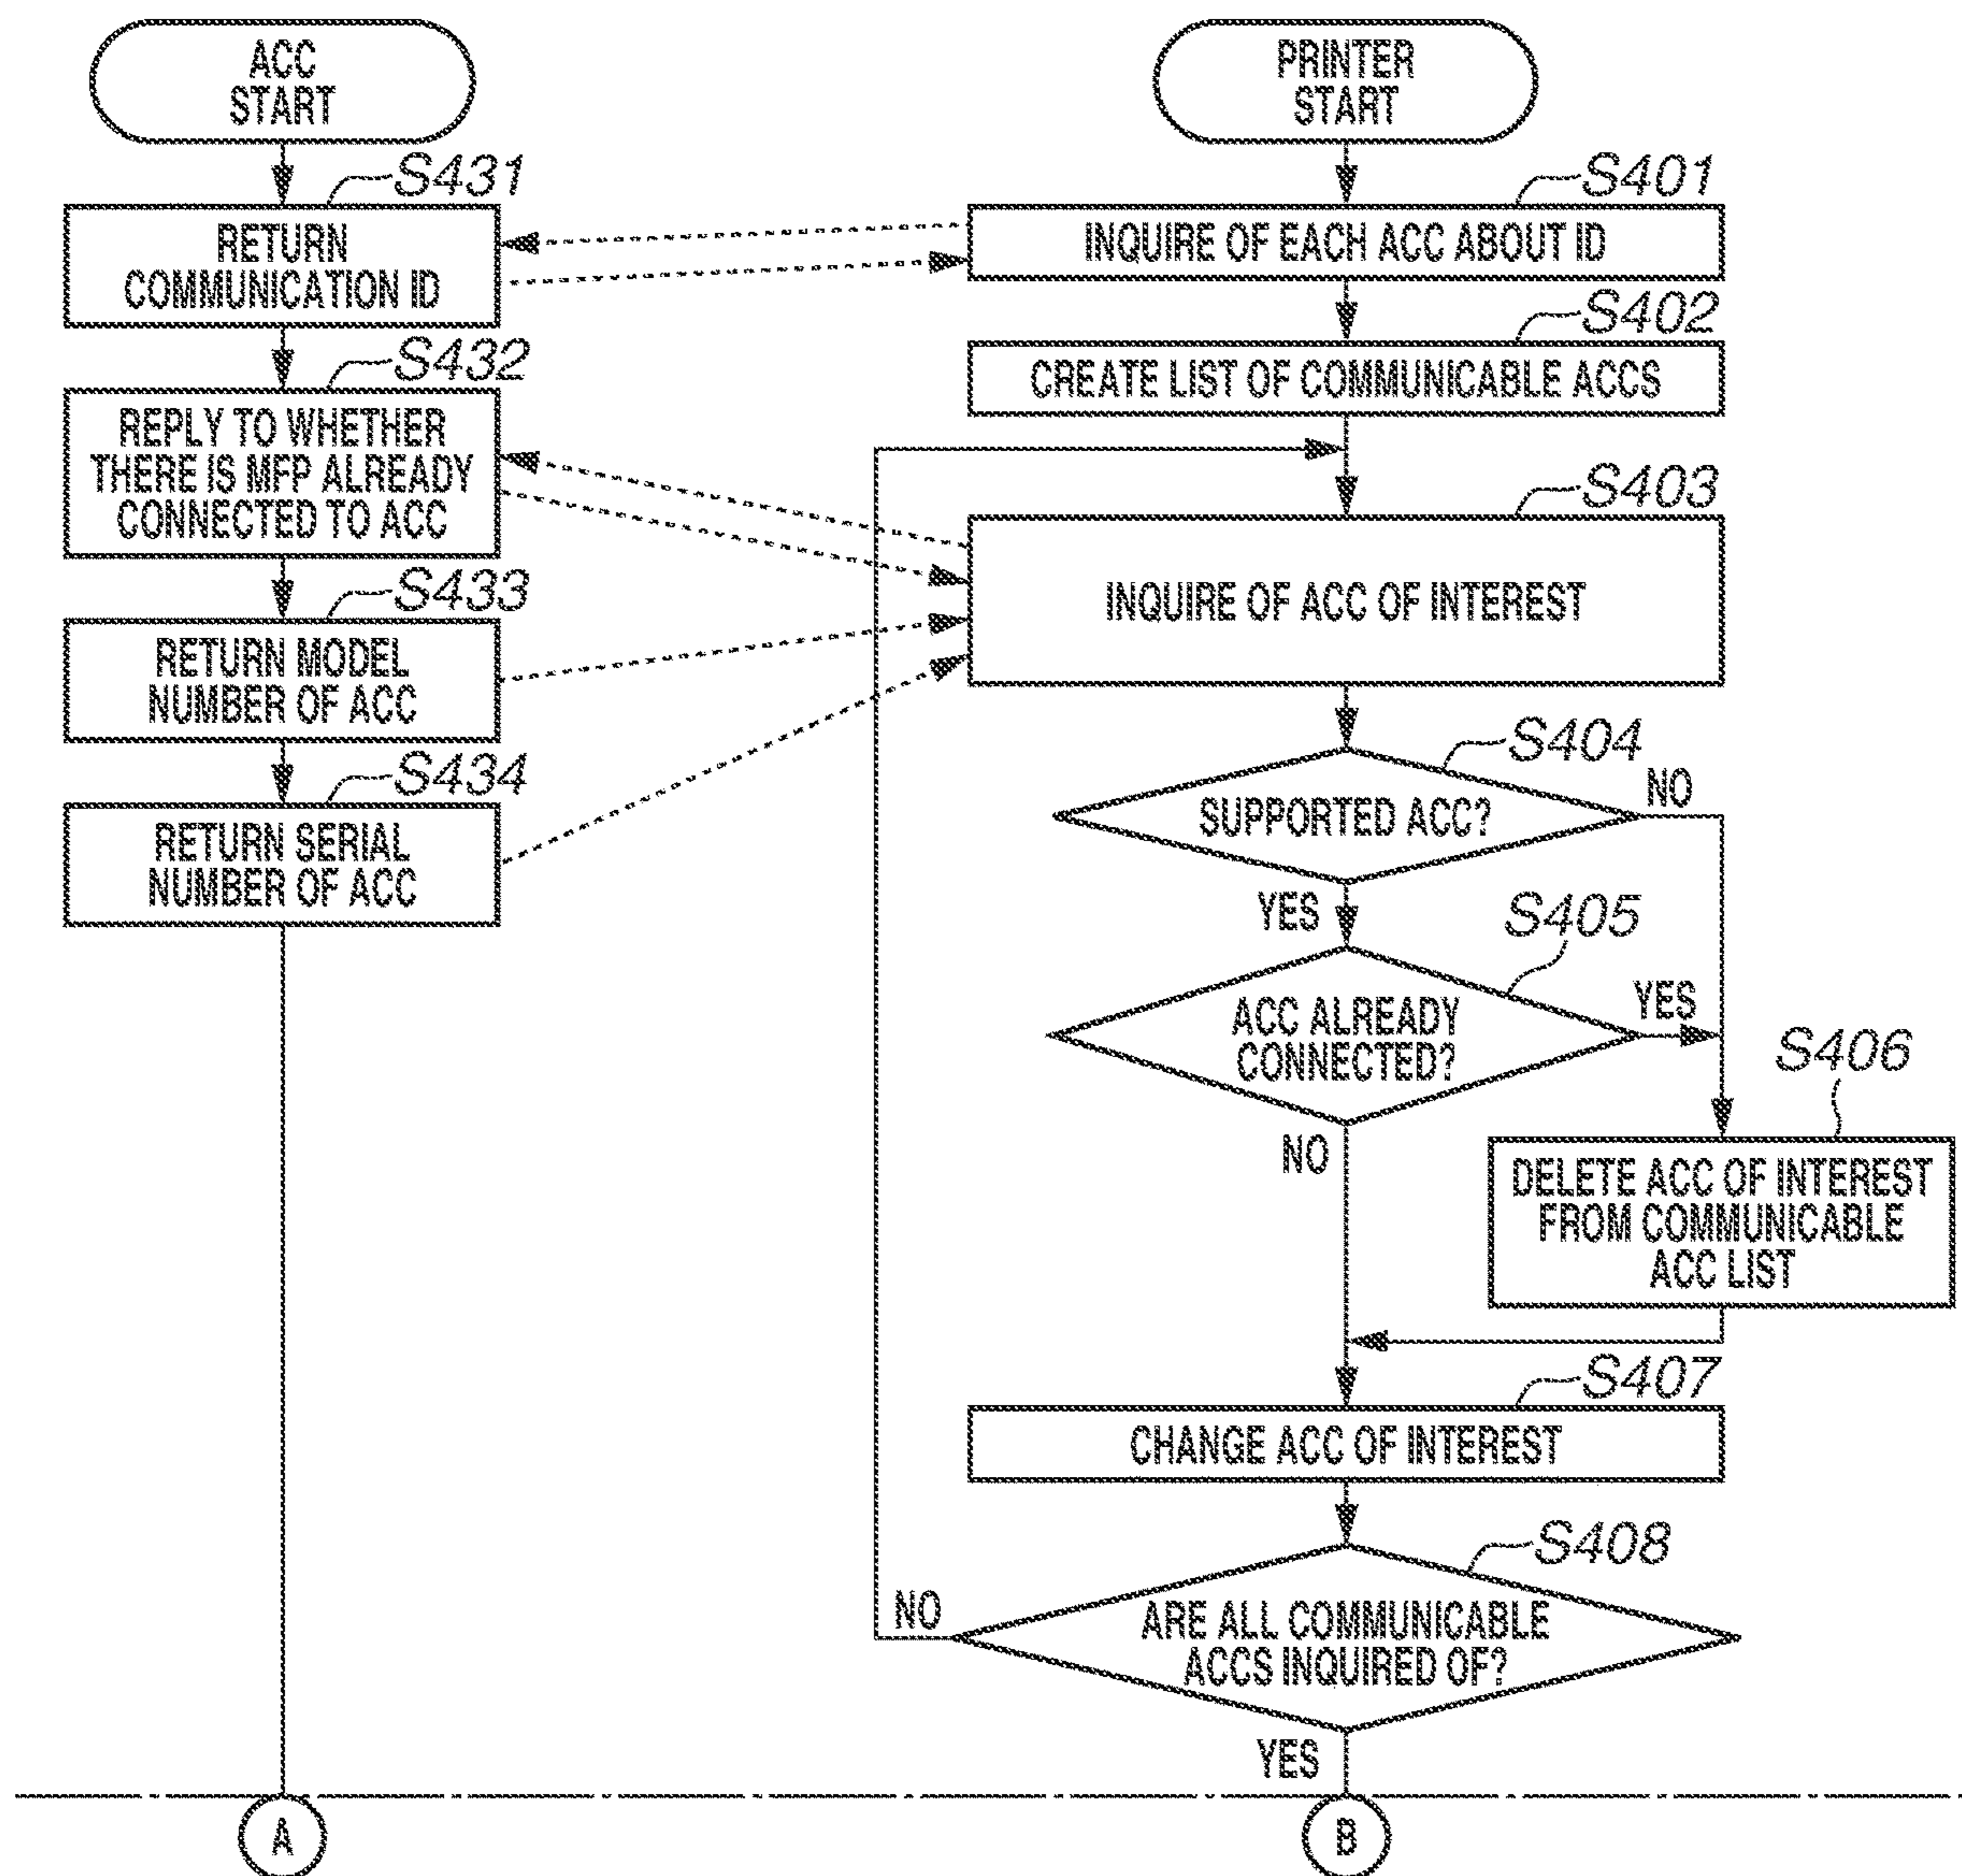 ACC
START
S431
RETURN
COMMUNICATION ID
S432
REPLY TO WHETHER
THERE IS MFP ALREADY
CONNECTED TO ACC
S433
RETURN MODEL
NUMBER OF ACC
S434
RETURN SERIAL
NUMBER OF ACC
A
PRINTER
START
S401
INQUIRE OF EACH ACC ABOUT ID
S402
CREATE LIST OF COMMUNICABLE ACCS
S403
INQUIRE OF ACC OF INTEREST
S404
SUPPORTED ACC?
NO
YES
S405
ACC ALREADY
CONNECTED?
YES
NO
S406
DELETE ACC OF INTEREST
FROM COMMUNICABLE
ACC LIST
S407
CHANGE ACC OF INTEREST
S408
ARE ALL COMMUNICABLE
ACCS INQUIRED OF?
NO
YES
B